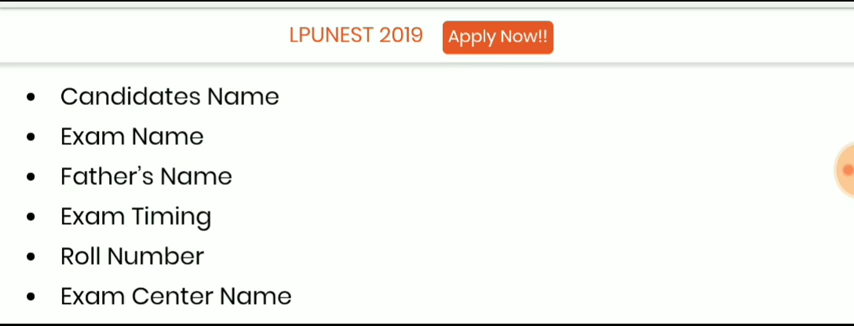 LPUNEST 2019 Apply Now!!
• Candidates Name
• Exam Name
• Father's Name
• Exam Timing
• Roll Number
• Exam Center Name